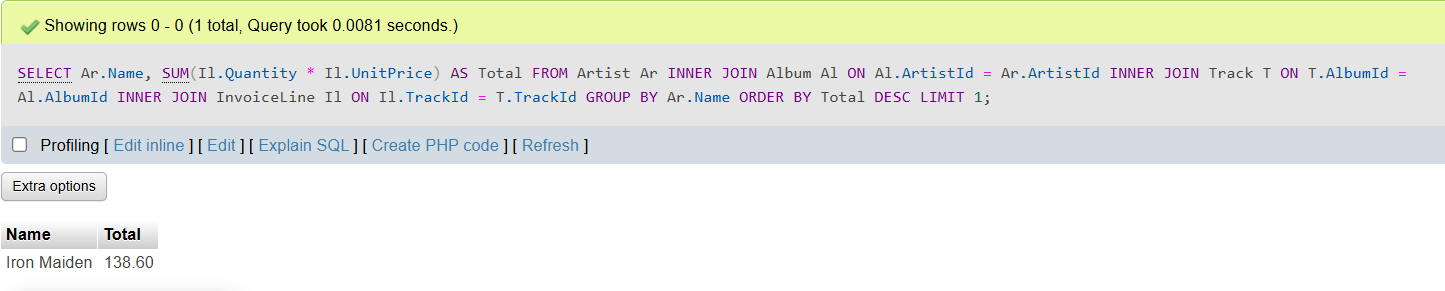 Showing rows 0 - 0 (1 total, Query took 0.0081 seconds.)
SELECT Ar.Name, SUM(Il.Quantity * Il.UnitPrice) AS Total FROM Artist Ar INNER JOIN Album Al ON Al.ArtistId = Ar.ArtistId INNER JOIN Track T ON T.AlbumId =
Al.AlbumId INNER JOIN InvoiceLine Il ON Il.TrackId = T.TrackId GROUP BY Ar.Name ORDER BY Total DESC LIMIT 1;
Profiling [ Edit inline ] [ Edit ] [ Explain SQL ] [ Create PHP code ] [ Refresh ]
Extra options
Name Total
Iron Maiden 138.60